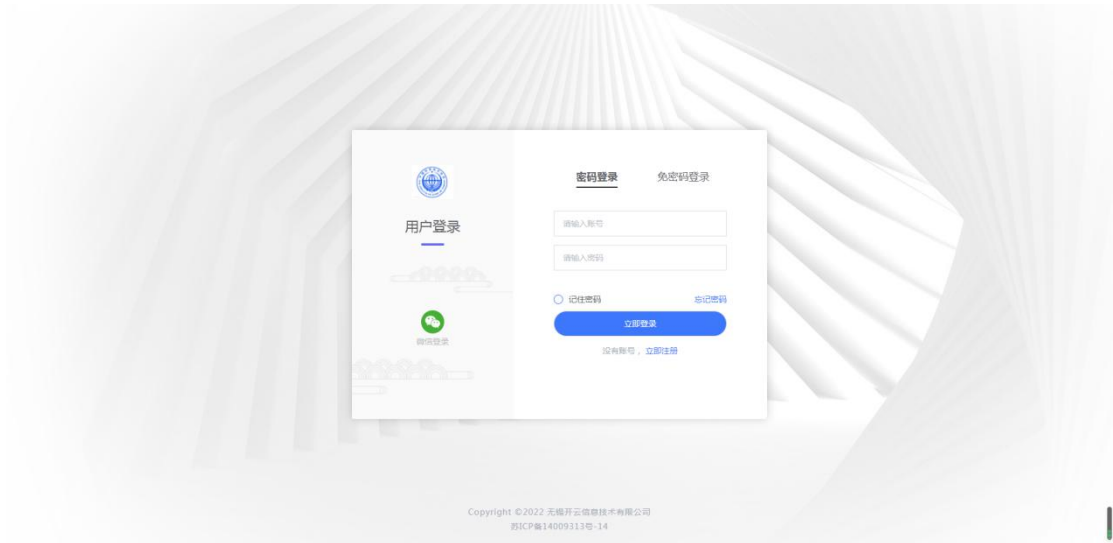 用户登录
微信登录
密码登录
免密码登录
请输入账号
请输入密码
记住密码
忘记密码
立即登录
没有账号，立即注册
Copyright ©2022 无锡开云信息技术有限公司
苏ICP备14009313号-14